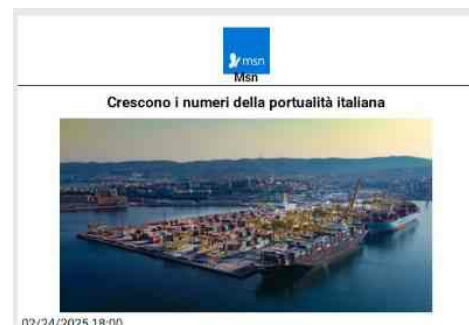 msn
Msn
Crescono i numeri della portualità italiana
02/24/2025 18:00